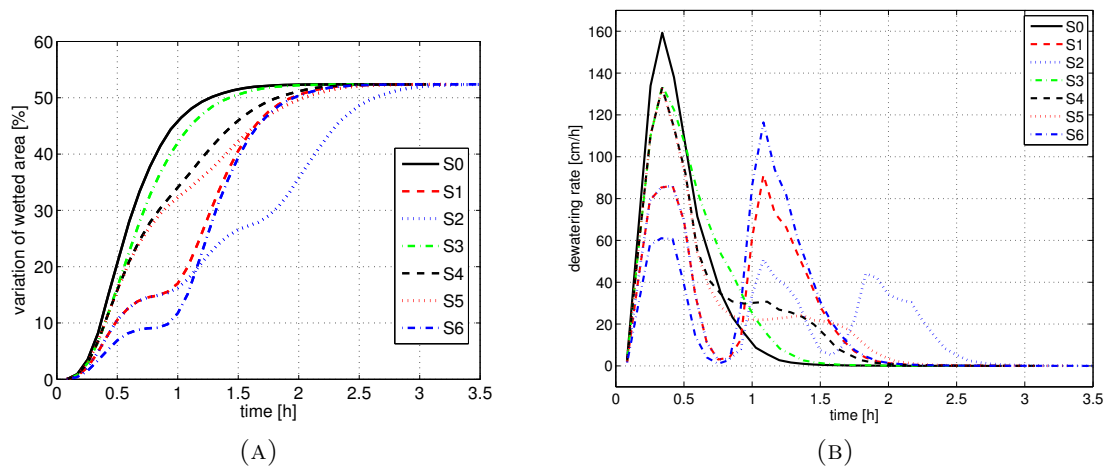 60
50
40
30
20
10
0
0
0.5
1
1.5
2
2.5
3
3.5
variation of wetted area [%]
time [h]
S0
S1
S2
S3
S4
S5
S6
(A)
160
140
120
100
80
60
40
20
0
0
0.5
1
1.5
2
2.5
3
3.5
dewatering rate [cm/h]
time [h]
S0
S1
S2
S3
S4
S5
S6
(B)